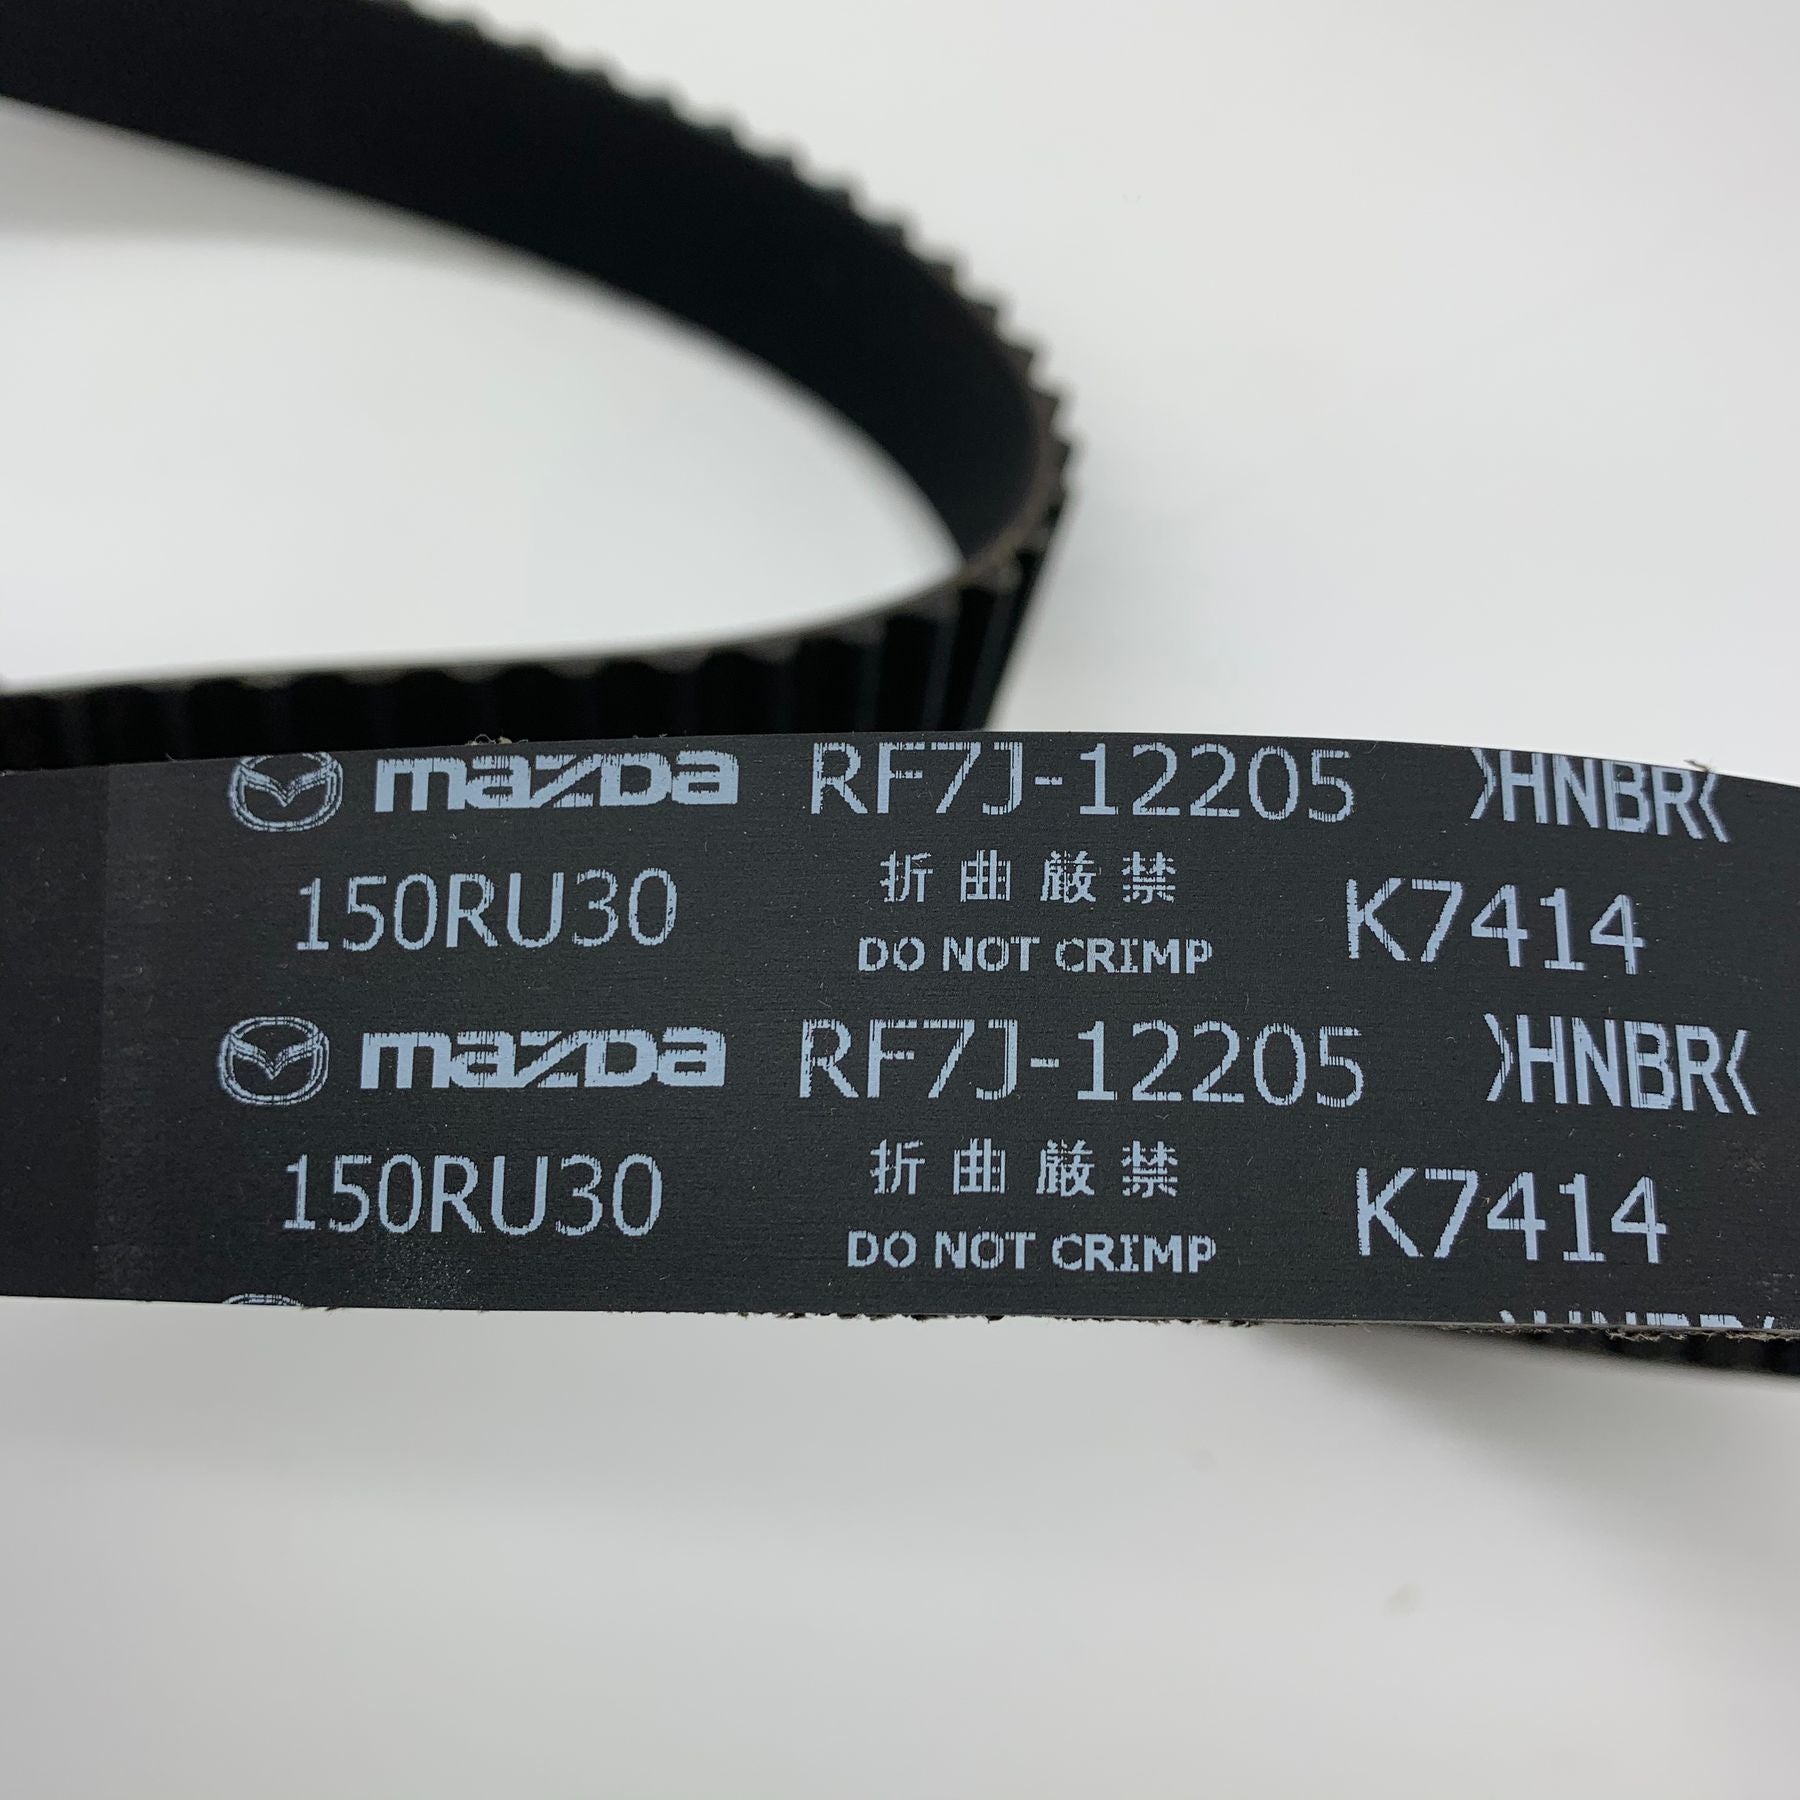 mazda RF7J-12205 >HNBR<
150RU30 折曲厳禁 K7414
DO NOT CRIMP
mazda RF7J-12205 >HNBR<
150RU30 折曲厳禁 K7414
DO NOT CRIMP